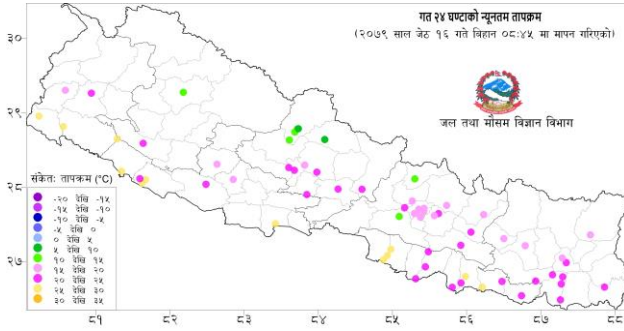 गत २४ घण्टाको न्यूनतम तापक्रम
(२०७९ साल जेठ १६ गते बिहान ०८:४५ मा मापन गरिएको)
जल तथा मौसम विज्ञान विभाग
संकेत: तापक्रम (°C)
-२० देखि -१५
-१५ देखि -१०
-१० देखि -५
-५ देखि ०
० देखि ५
५ देखि १०
१० देखि १५
१५ देखि २०
२० देखि २५
२५ देखि ३०
३० देखि ३५
३०
२९
२८
२७
८१
८२
८३
८४
८५
८६
८७
८८